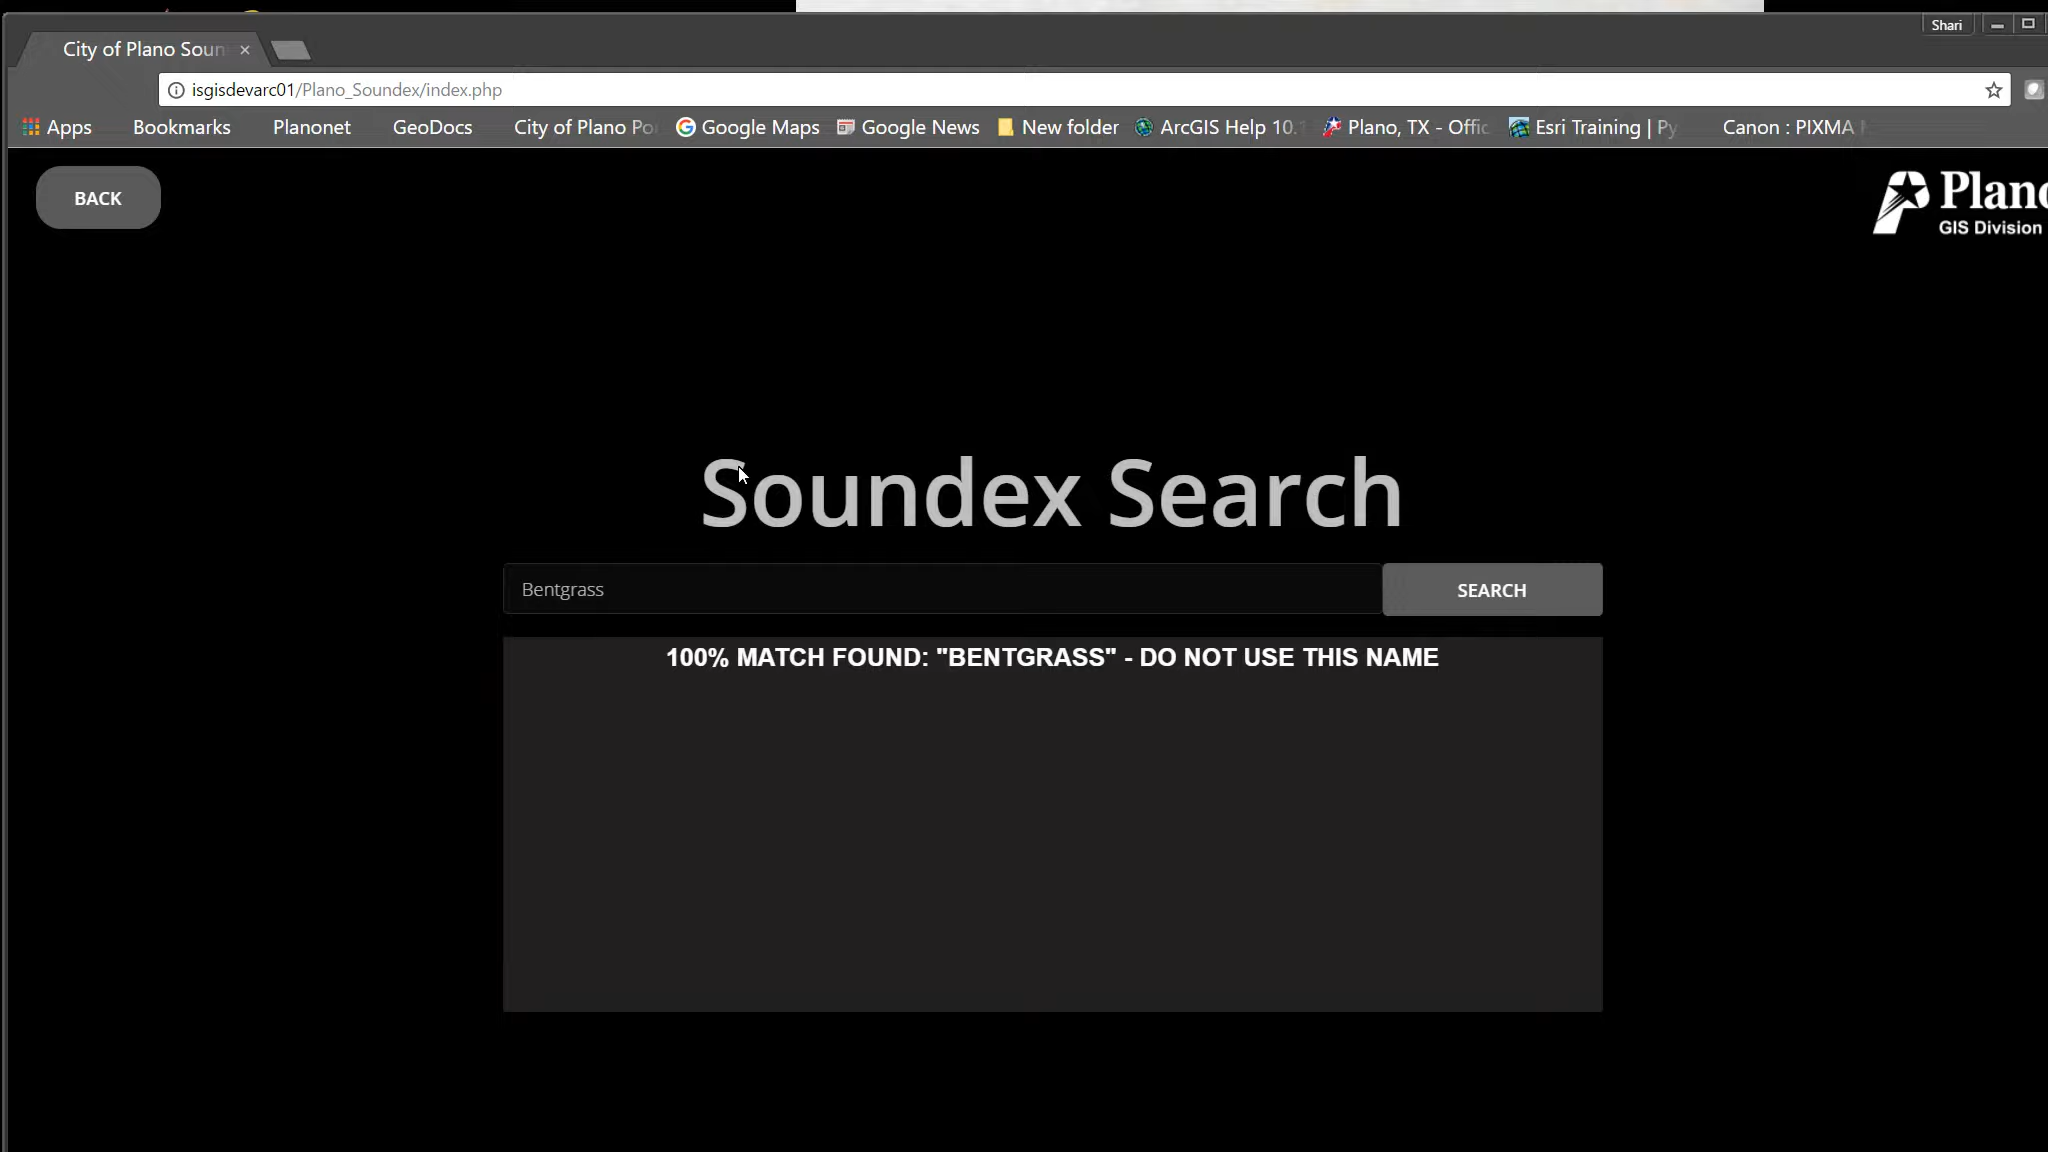 Shari
City of Plano Soun
isgisdevarc01/Plano_Soundex/index.php
Apps Bookmarks Planonet GeoDocs City of Plano Po Google Maps Google News New folder ArcGIS Help 10. Plano, TX - Offic Esri Training | Py Canon : PIXMA
BACK
Plano
GIS Division
Soundex Search
Bentgrass
SEARCH
100% MATCH FOUND: "BENTGRASS" - DO NOT USE THIS NAME